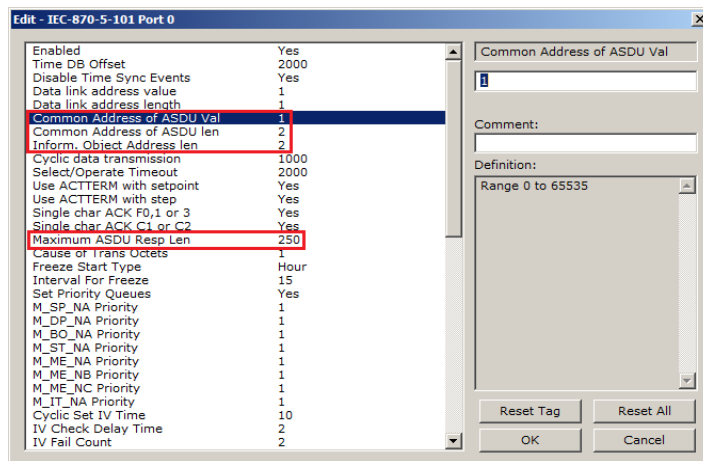 Edit - IEC-870-5-101 Port 0
Enabled Yes
Time DB Offset 2000
Disable Time Sync Events Yes
Data link address value 1
Data link address length 1
Common Address of ASDU Val 1
Common Address of ASDU len 2
Inform. Object Address len 2
Cyclic data transmission 1000
Select/Operate Timeout 2000
Use ACTTERM with setpoint Yes
Use ACTTERM with step Yes
Single char ACK F0,1 or 3 Yes
Single char ACK C1 or C2 Yes
Maximum ASDU Resp Len 250
Cause of Trans Octets 1
Freeze Start Type Hour
Interval For Freeze 15
Set Priority Queues Yes
M_SP_NA Priority 1
M_DP_NA Priority 1
M_BO_NA Priority 1
M_ST_NA Priority 1
M_ME_NA Priority 1
M_ME_NB Priority 1
M_ME_NC Priority 1
M_IT_NA Priority 1
Cyclic Set IV Time 10
IV Check Delay Time 2
IV Fail Count 2
Common Address of ASDU Val
1
Comment:
Definition:
Range 0 to 65535
Reset Tag Reset All
OK Cancel